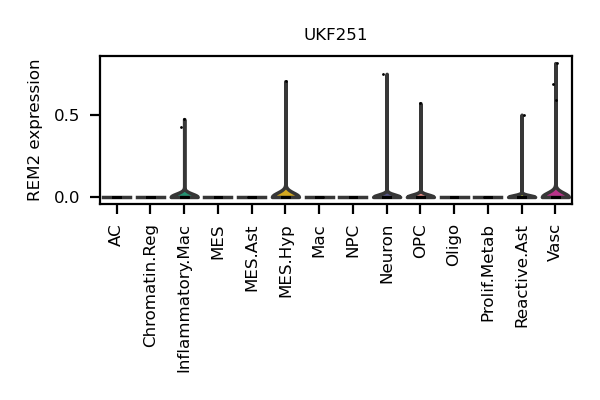 UKF251
REM2 expression
0.5
0.0
AC
Chromatin.Reg
Inflammatory.Mac
MES
MES.Ast
MES.Hyp
Mac
NPC
Neuron
OPC
Oligo
Prolif.Metab
Reactive.Ast
Vasc